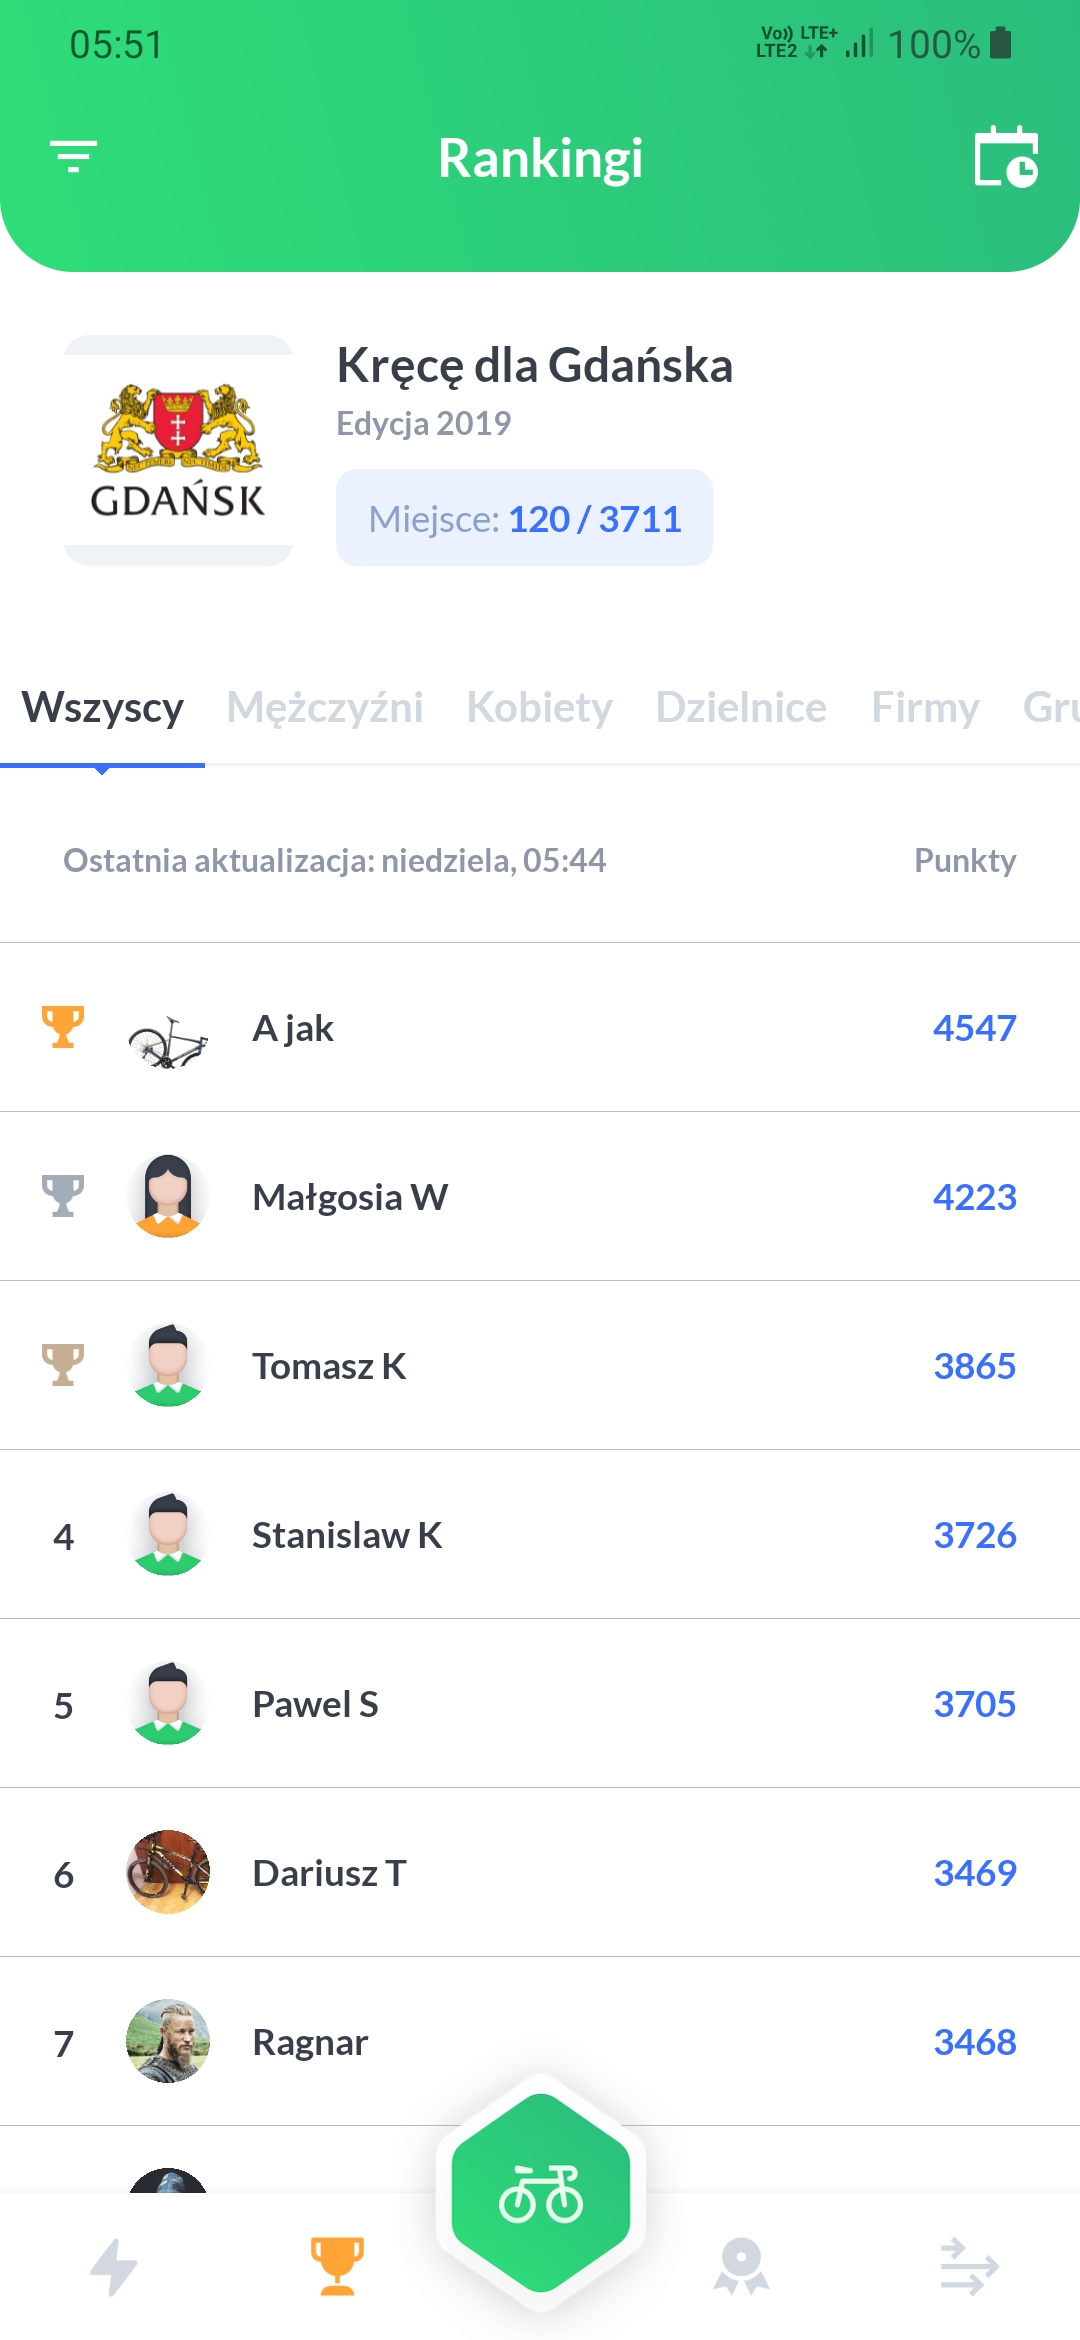 05:51
Vo)) LTE+
LTE2
100%
Rankingi
GDAŃSK
Kręcę dla Gdańska
Edycja 2019
Miejsce: 120 / 3711
Wszyscy Mężczyźni Kobiety Dzielnice Firmy Gru
Ostatnia aktualizacja: niedziela, 05:44 Punkty
A jak 4547
Małgosia W 4223
Tomasz K 3865
4 Stanislaw K 3726
5 Pawel S 3705
6 Dariusz T 3469
7 Ragnar 3468